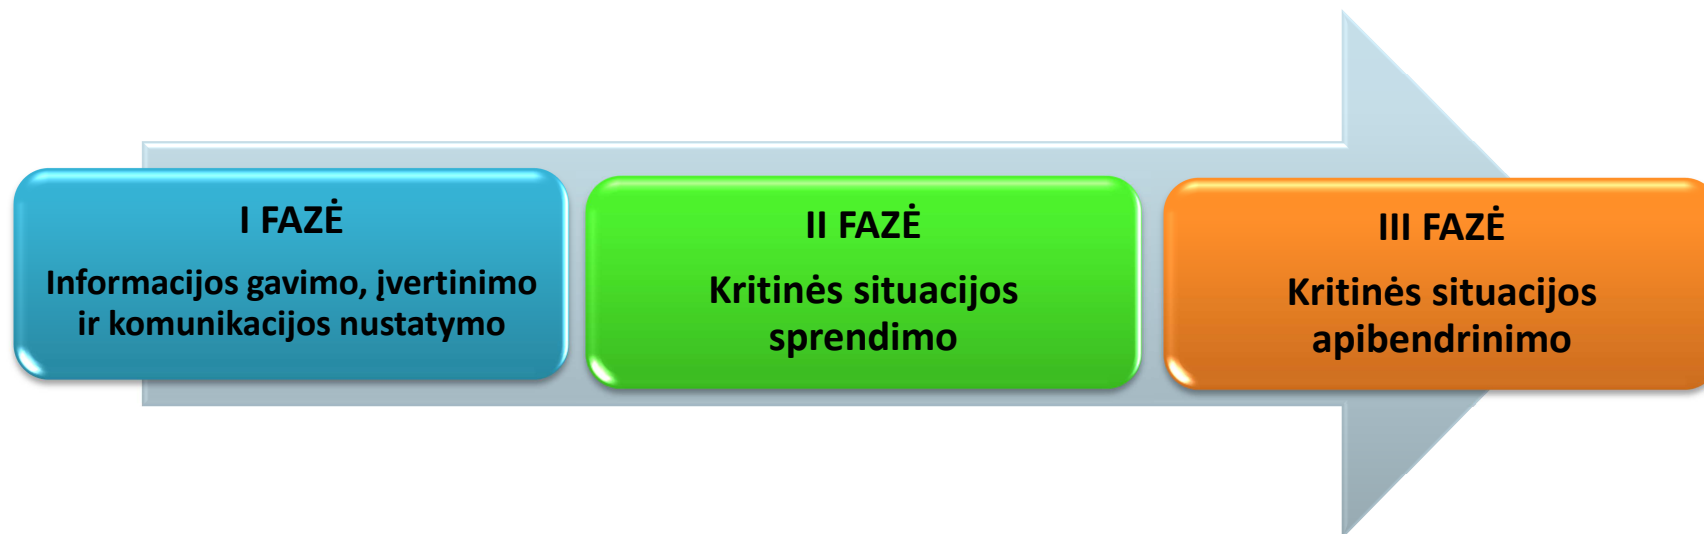 I FAZĖ
Informacijos gavimo, įvertinimo
ir komunikacijos nustatymo
II FAZĖ
Kritinės situacijos
sprendimo
III FAZĖ
Kritinės situacijos
apibendrinimo